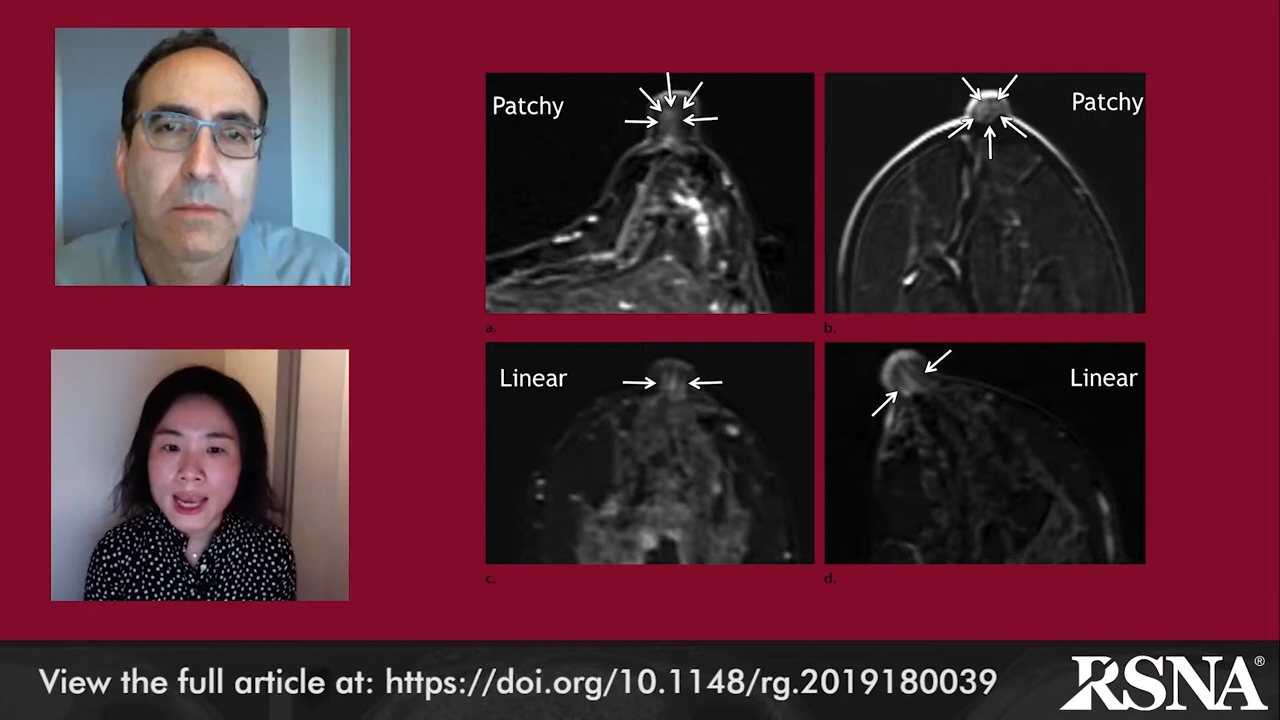 Patchy
Patchy
a.
b.
Linear
Linear
c.
d.
View the full article at: https://doi.org/10.1148/rg.2019180039
RSNA®